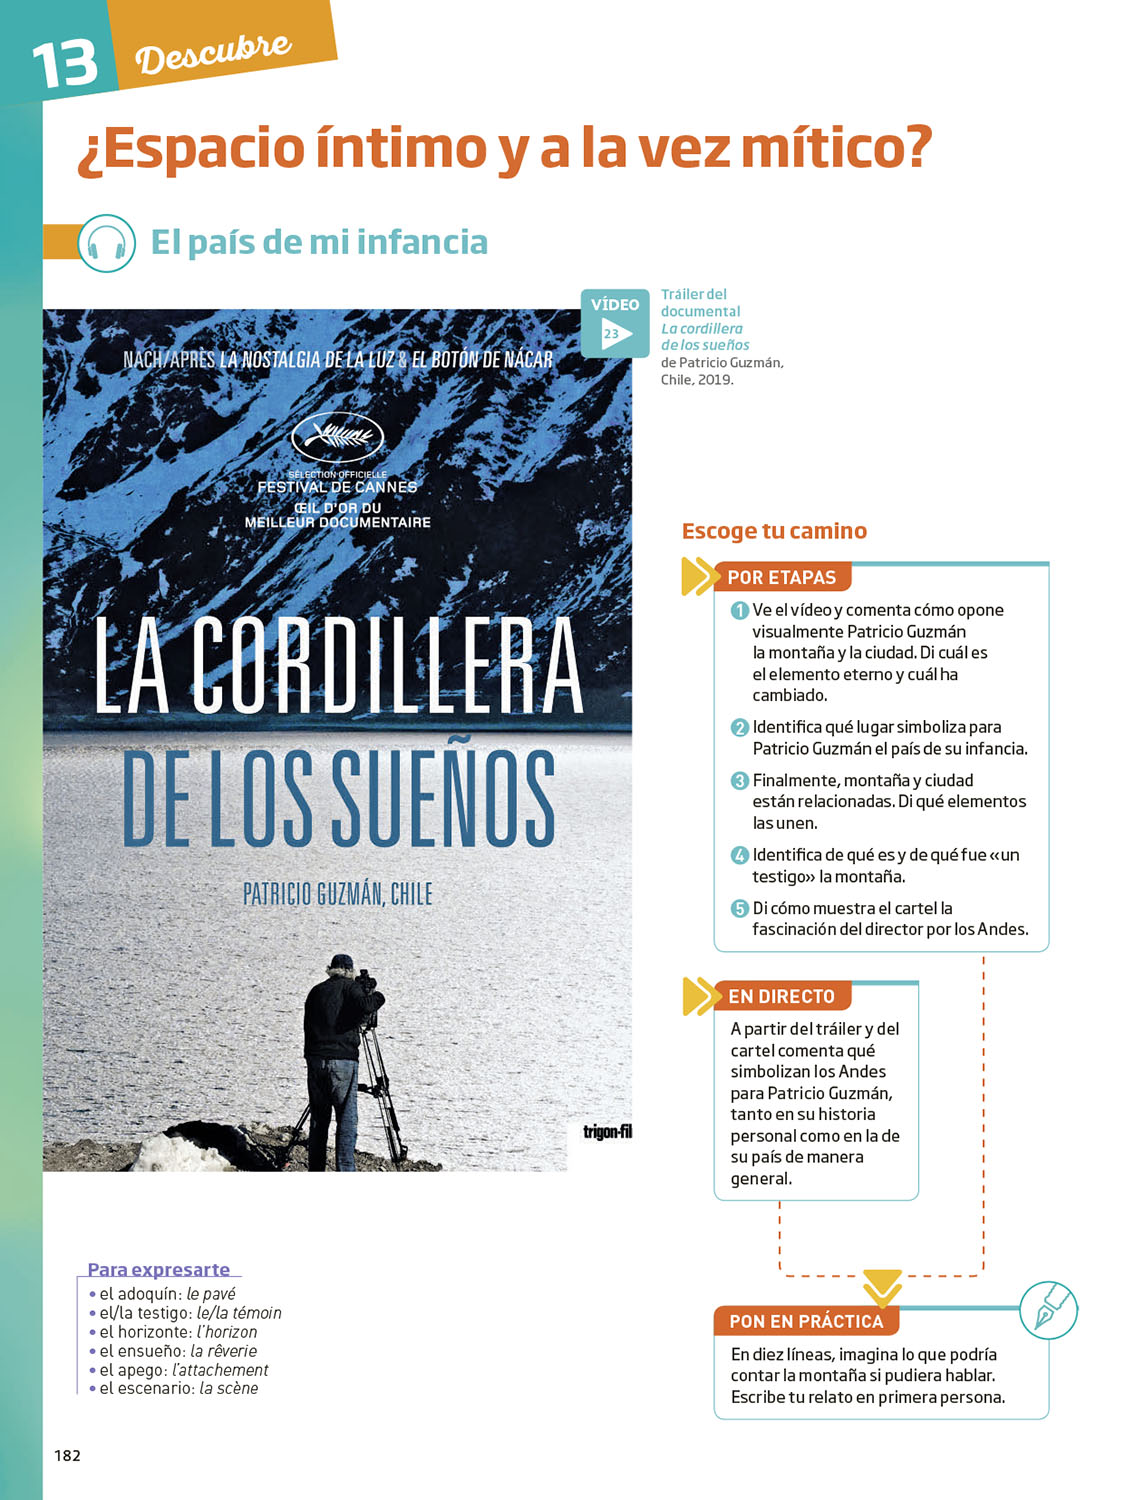 13 Descubre
¿Espacio íntimo y a la vez mítico?
El país de mi infancia
VÍDEO
23
Tráiler del
documental
La cordillera
de los sueños
de Patricio Guzmán,
Chile, 2019.
NACH/APRÈS LA NOSTALGIA DE LA LUZ & EL BOTÓN DE NÁCAR
SÉLECTION OFFICIELLE
FESTIVAL DE CANNES
ŒIL D'OR DU
MEILLEUR DOCUMENTAIRE
LA CORDILLERA
DE LOS SUEÑOS
PATRICIO GUZMÁN, CHILE
trigon-fil
Escoge tu camino
POR ETAPAS
1 Ve el vídeo y comenta cómo opone
visualmente Patricio Guzmán
la montaña y la ciudad. Di cuál es
el elemento eterno y cuál ha
cambiado.
2 Identifica qué lugar simboliza para
Patricio Guzmán el país de su infancia.
3 Finalmente, montaña y ciudad
están relacionadas. Di qué elementos
las unen.
4 Identifica de qué es y de qué fue «un
testigo» la montaña.
5 Di cómo muestra el cartel la
fascinación del director por los Andes.
EN DIRECTO
A partir del tráiler y del
cartel comenta qué
simbolizan los Andes
para Patricio Guzmán,
tanto en su historia
personal como en la de
su país de manera
general.
PON EN PRÁCTICA
En diez líneas, imagina lo que podría
contar la montaña si pudiera hablar.
Escribe tu relato en primera persona.
Para expresarte
• el adoquín: le pavé
• el/la testigo: le/la témoin
• el horizonte: l'horizon
• el ensueño: la rêverie
• el apego: l'attachement
• el escenario: la scène
182